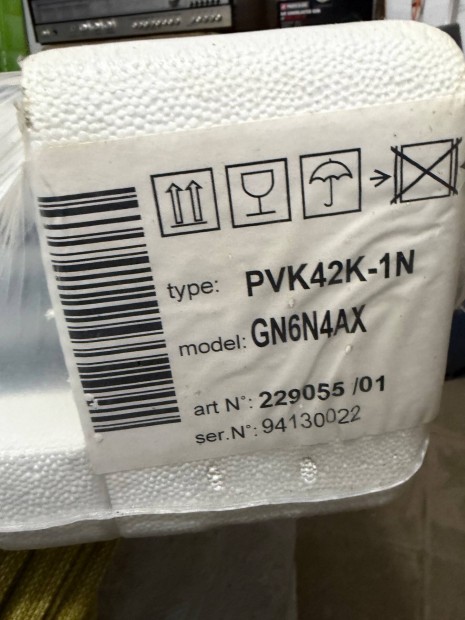 type: PVK42K-1N
model: GN6N4AX
art N°: 229055 /01
ser.N°: 94130022